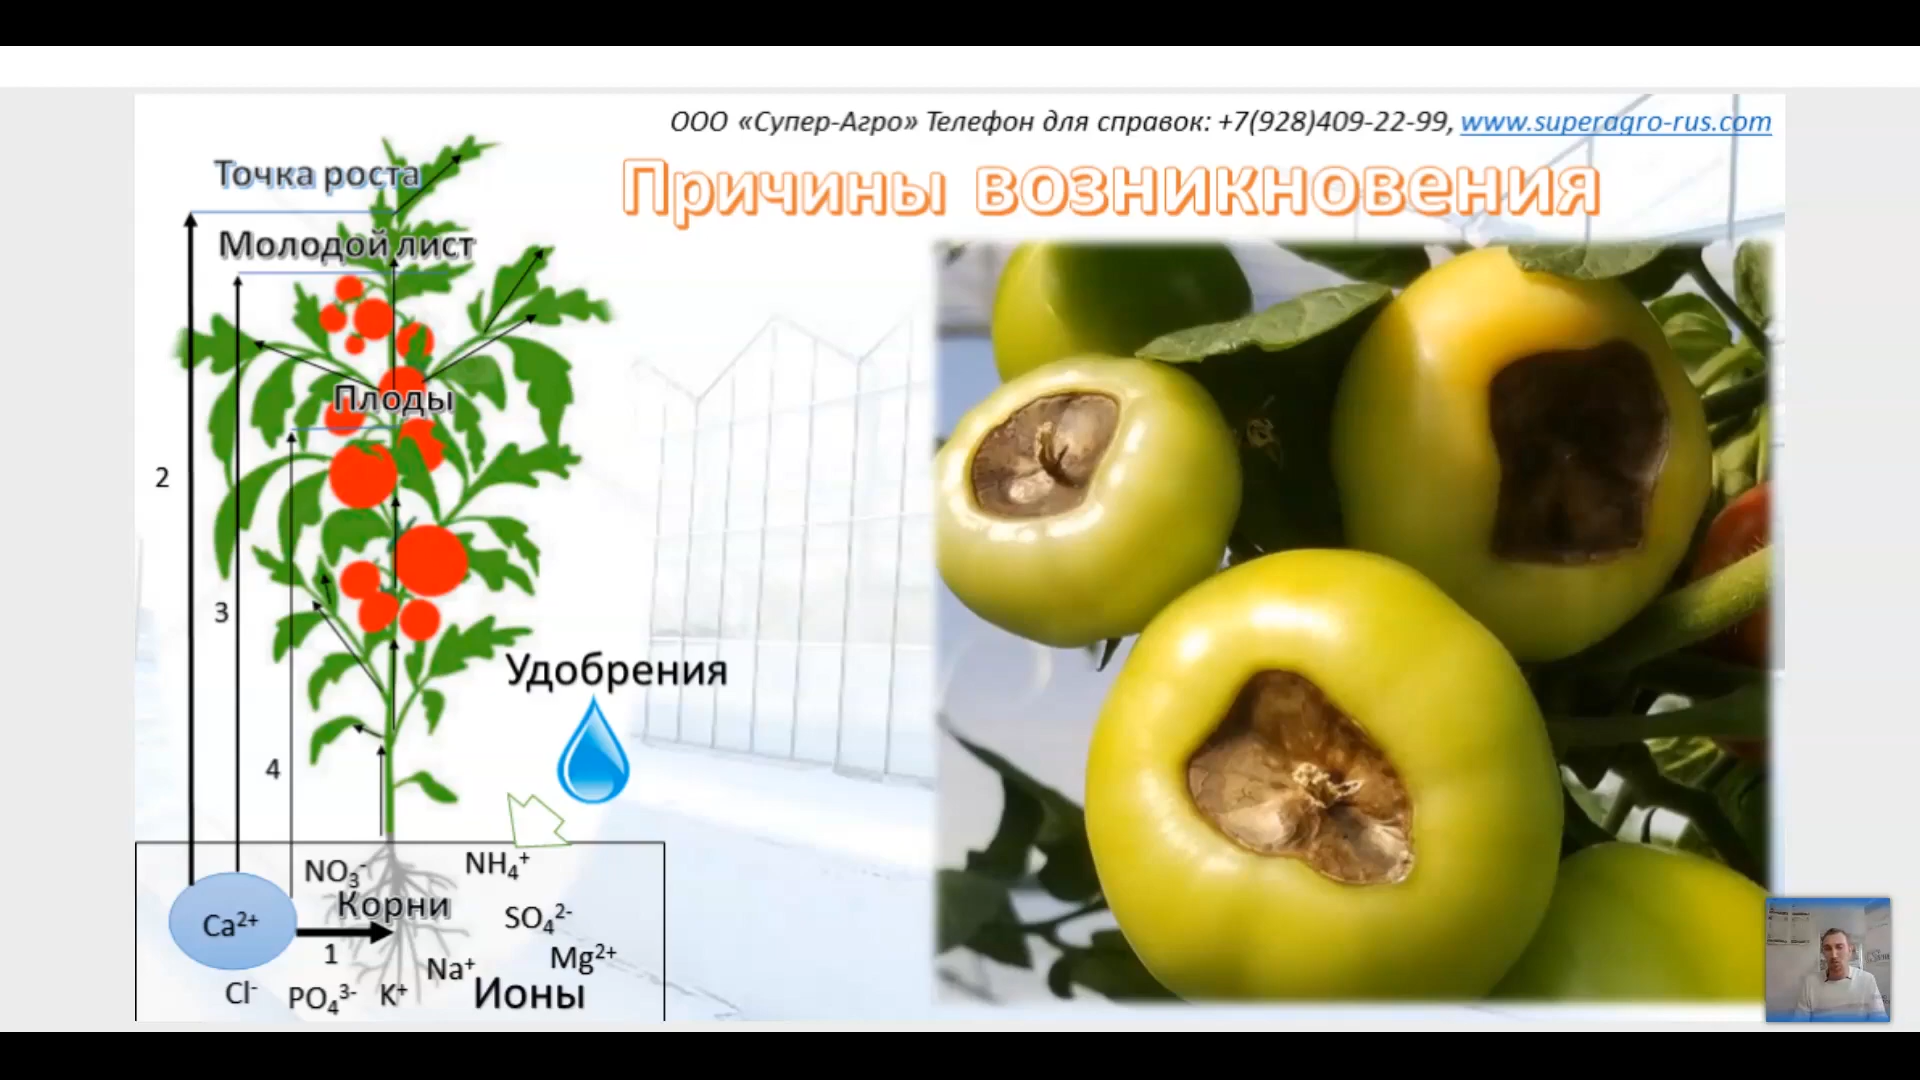 ООО «Супер-Агро» Телефон для справок: +7(928)409-22-99, www.superagro-rus.com
Причины возникновения
Точка роста
Молодой лист
Плоды
2
3
4
Удобрения
NO₃⁻
NH₄⁺
Корни
Ca²⁺
SO₄²⁻
1
Mg²⁺
Na⁺
Cl⁻
PO₄³⁻
K⁺
Ионы